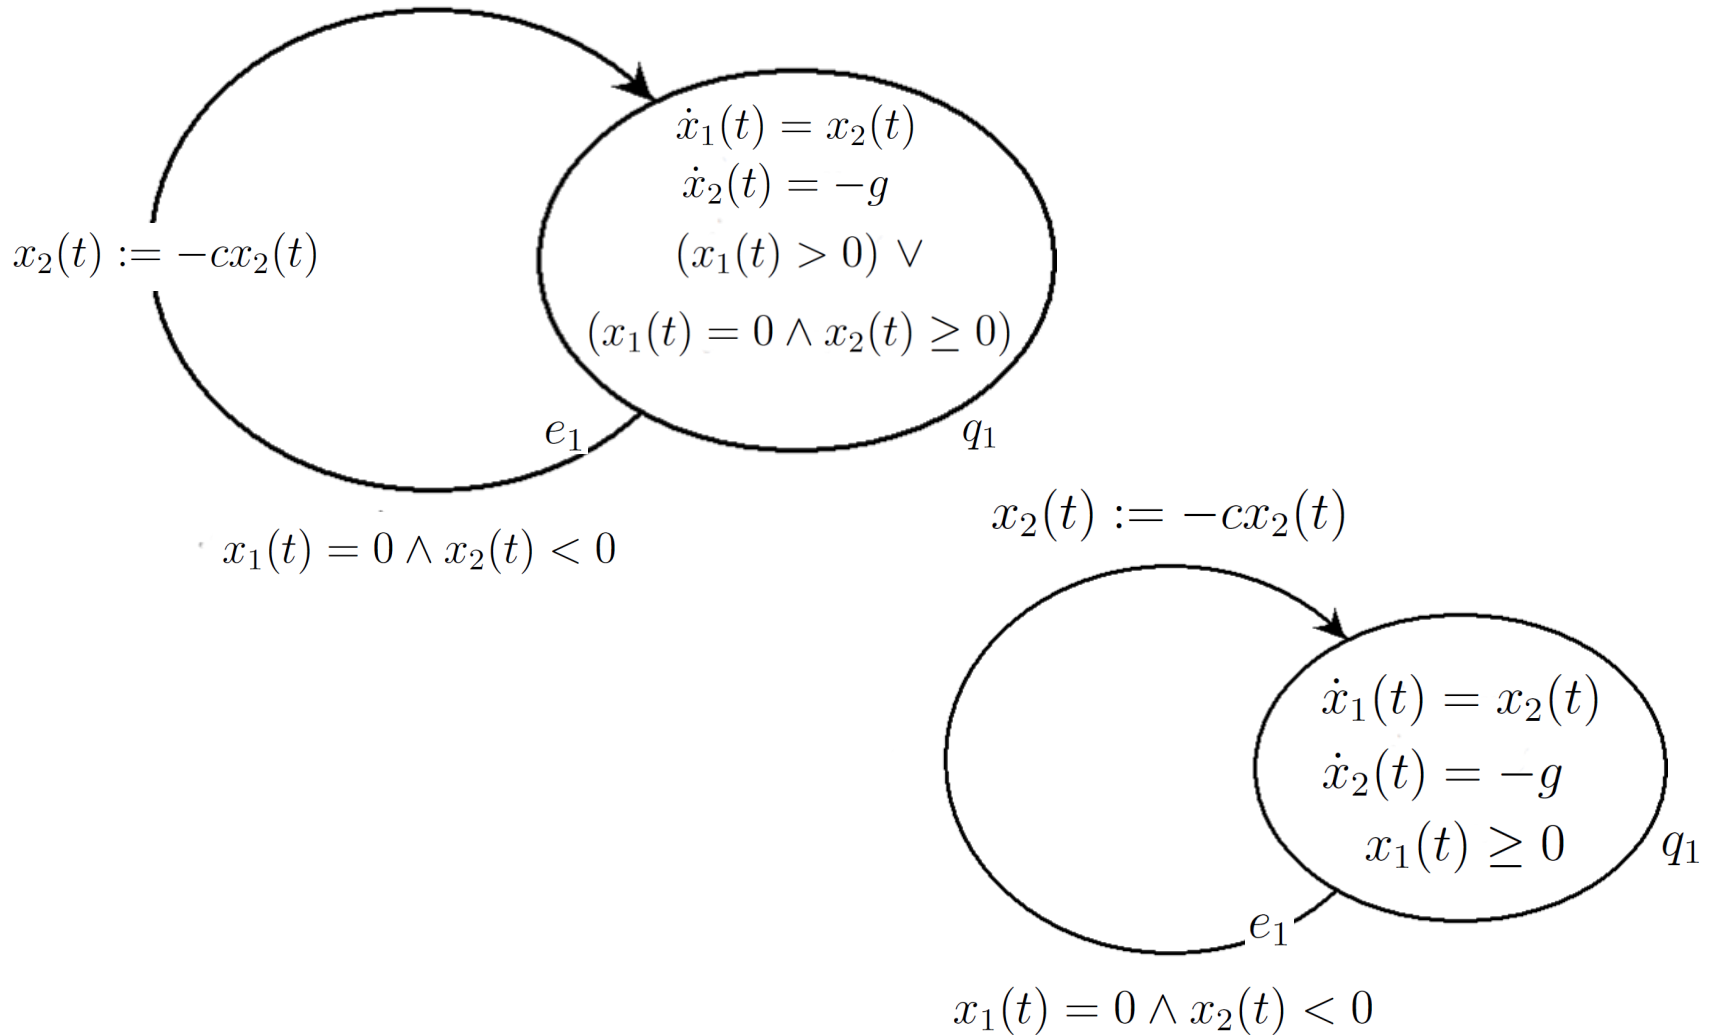 ẋ₁(t) = x₂(t)
ẋ₂(t) = −g
x₂(t) := −cx₂(t)
(x₁(t) > 0) ∨
(x₁(t) = 0 ∧ x₂(t) ≥ 0)
e₁
q₁
x₁(t) = 0 ∧ x₂(t) < 0
x₂(t) := −cx₂(t)
ẋ₁(t) = x₂(t)
ẋ₂(t) = −g
x₁(t) ≥ 0
q₁
e₁
x₁(t) = 0 ∧ x₂(t) < 0